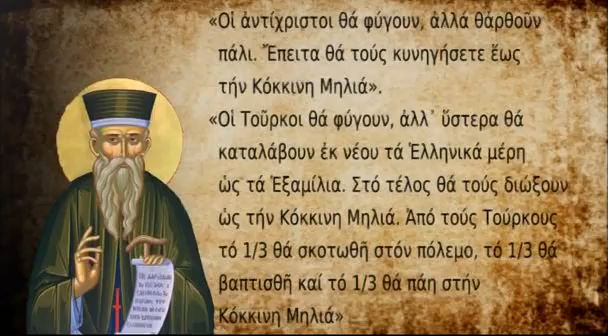 «Οἱ ἀντίχριστοι θά φύγουν, ἀλλά θἀρθοῦν
πάλι. Ἔπειτα θά τούς κυνηγήσετε ἕως
τήν Κόκκινη Μηλιά».
«Οἱ Τοῦρκοι θά φύγουν, ἀλλ᾽ ὕστερα θά
καταλάβουν ἐκ νέου τά Ἑλληνικά μέρη
ὡς τά Ἑξαμίλια. Στό τέλος θά τούς διώξουν
ὡς τήν Κόκκινη Μηλιά. Ἀπό τούς Τούρκους
τό 1/3 θά σκοτωθῆ στόν πόλεμο, τό 1/3 θά
βαπτισθῆ καί τό 1/3 θά πάη στήν
Κόκκινη Μηλιά»